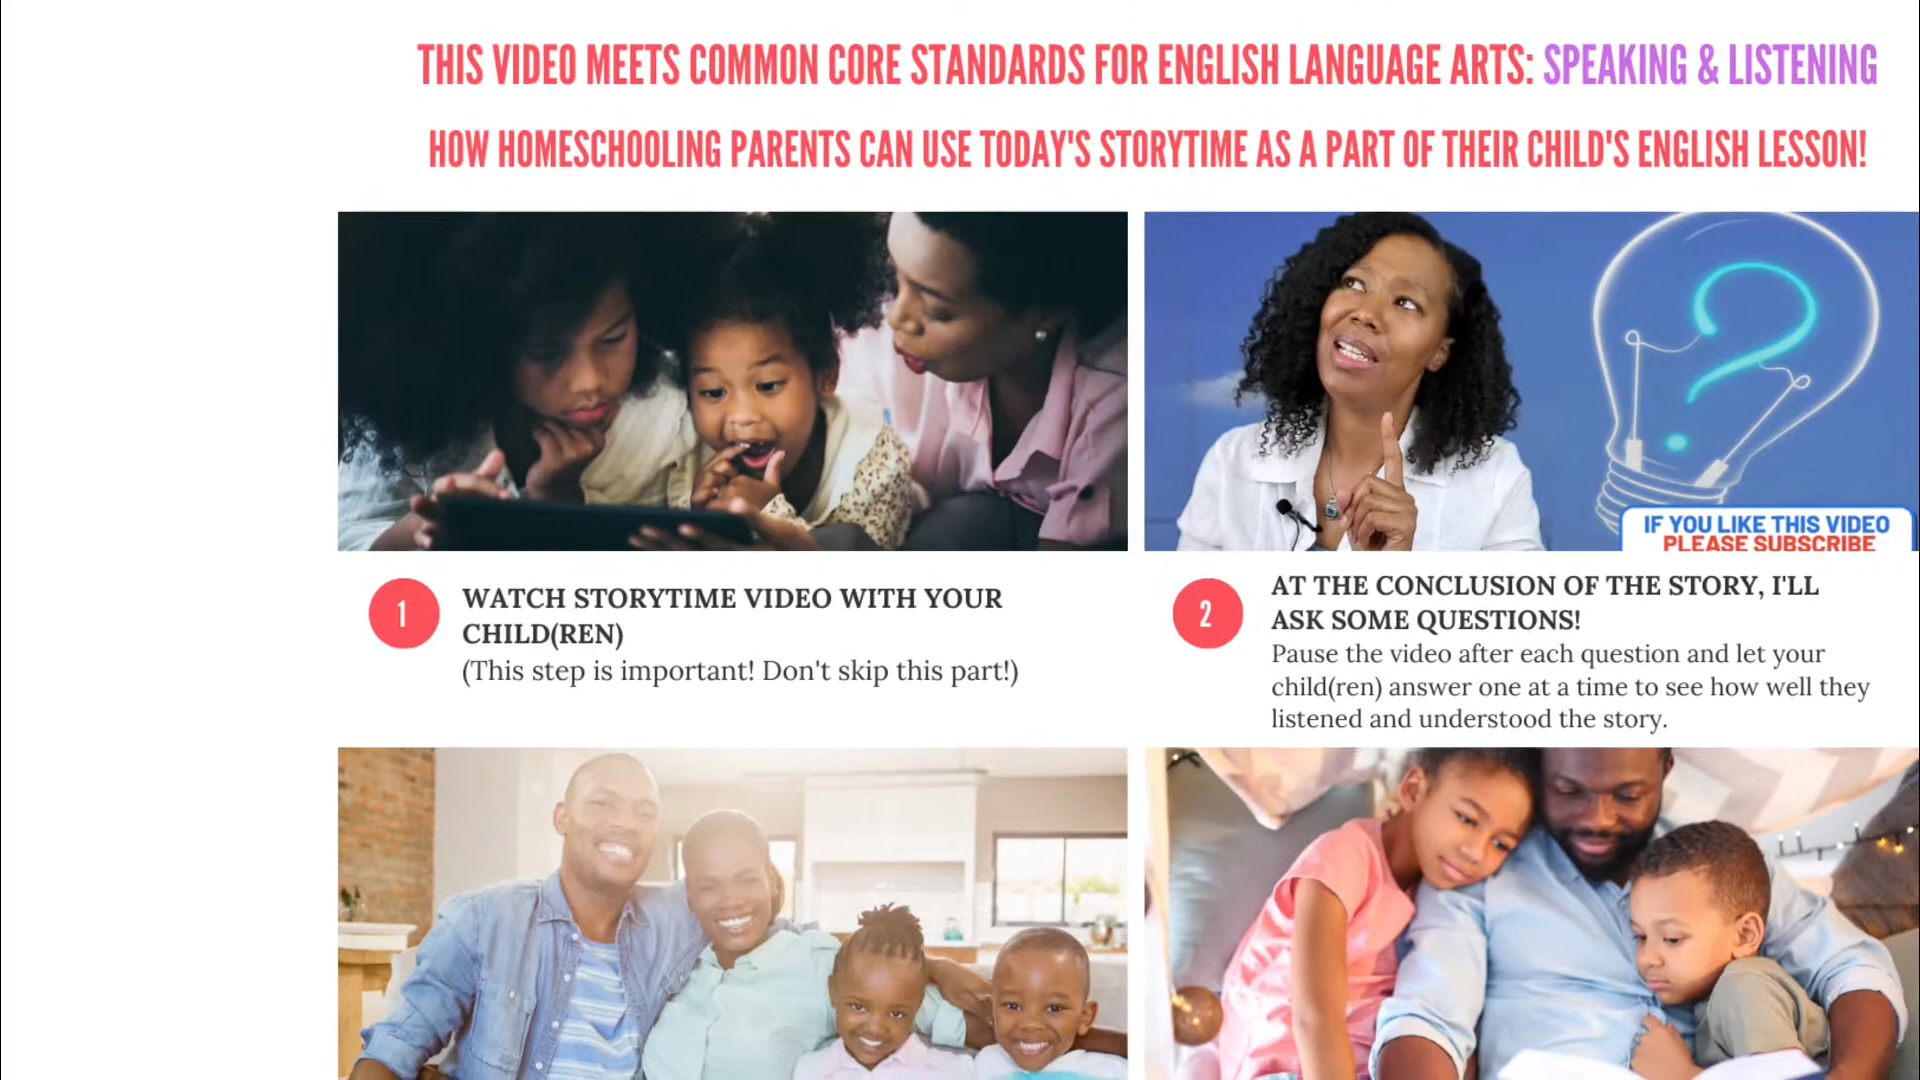 THIS VIDEO MEETS COMMON CORE STANDARDS FOR ENGLISH LANGUAGE ARTS: SPEAKING & LISTENING
HOW HOMESCHOOLING PARENTS CAN USE TODAY'S STORYTIME AS A PART OF THEIR CHILD'S ENGLISH LESSON!
IF YOU LIKE THIS VIDEO
PLEASE SUBSCRIBE
1
WATCH STORYTIME VIDEO WITH YOUR
CHILD(REN)
(This step is important! Don't skip this part!)
2
AT THE CONCLUSION OF THE STORY, I'LL
ASK SOME QUESTIONS!
Pause the video after each question and let your
child(ren) answer one at a time to see how well they
listened and understood the story.